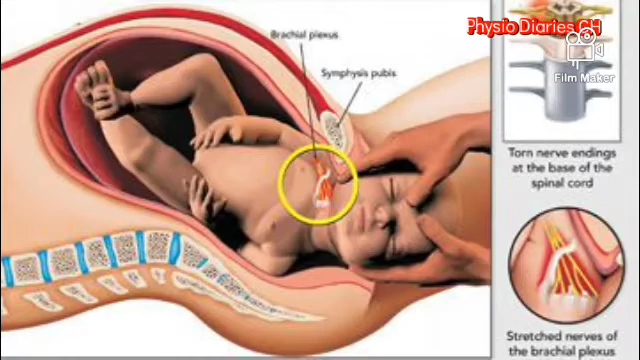 Physio Diaries GH
Film Maker
Brachial plexus
Symphysis pubis
Torn nerve endings
at the base of the
spinal cord
Stretched nerves of
the brachial plexus